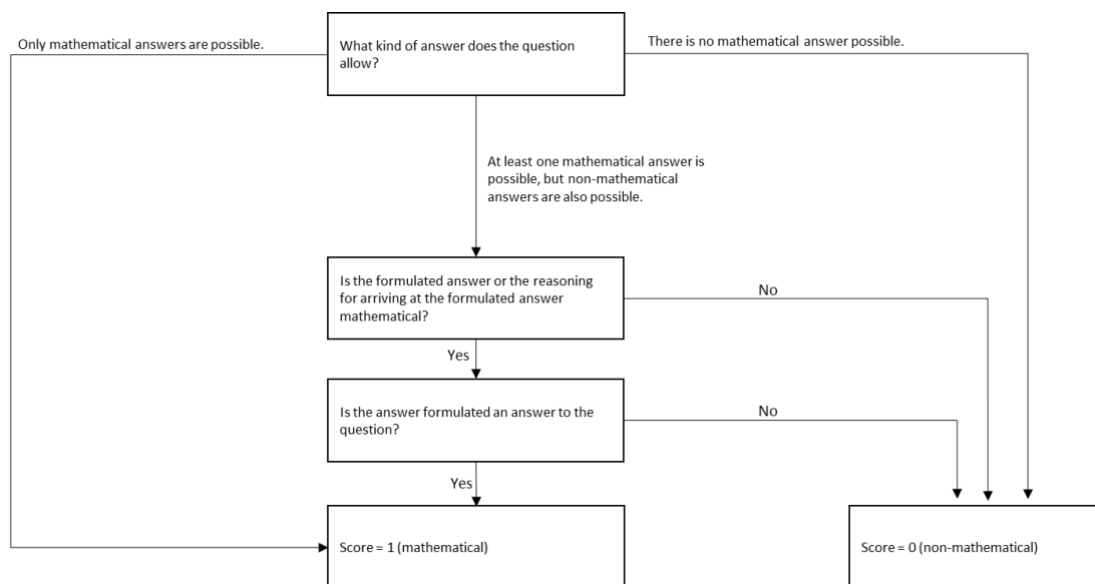 Only mathematical answers are possible.
What kind of answer does the question
allow?
There is no mathematical answer possible.
At least one mathematical answer is
possible, but non-mathematical
answers are also possible.
Is the formulated answer or the reasoning
for arriving at the formulated answer
mathematical?
No
Yes
Is the answer formulated an answer to the
question?
No
Yes
Score = 1 (mathematical)
Score = 0 (non-mathematical)